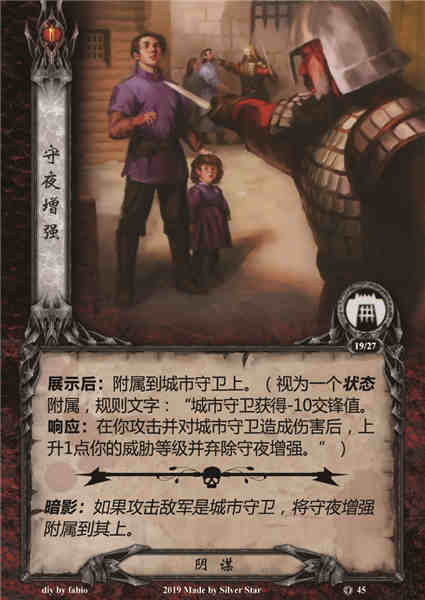 守夜增强
19/27
展示后：附属到城市守卫上。（视为一个状态
附属，规则文字：“城市守卫获得-10交锋值。
响应：在你攻击并对城市守卫造成伤害后，上
升1点你的威胁等级并弃除守夜增强。”）
暗影：如果攻击敌军是城市守卫，将守夜增强
附属到其上。
阴谋
diy by fabio
2019 Made by Silver Star
45